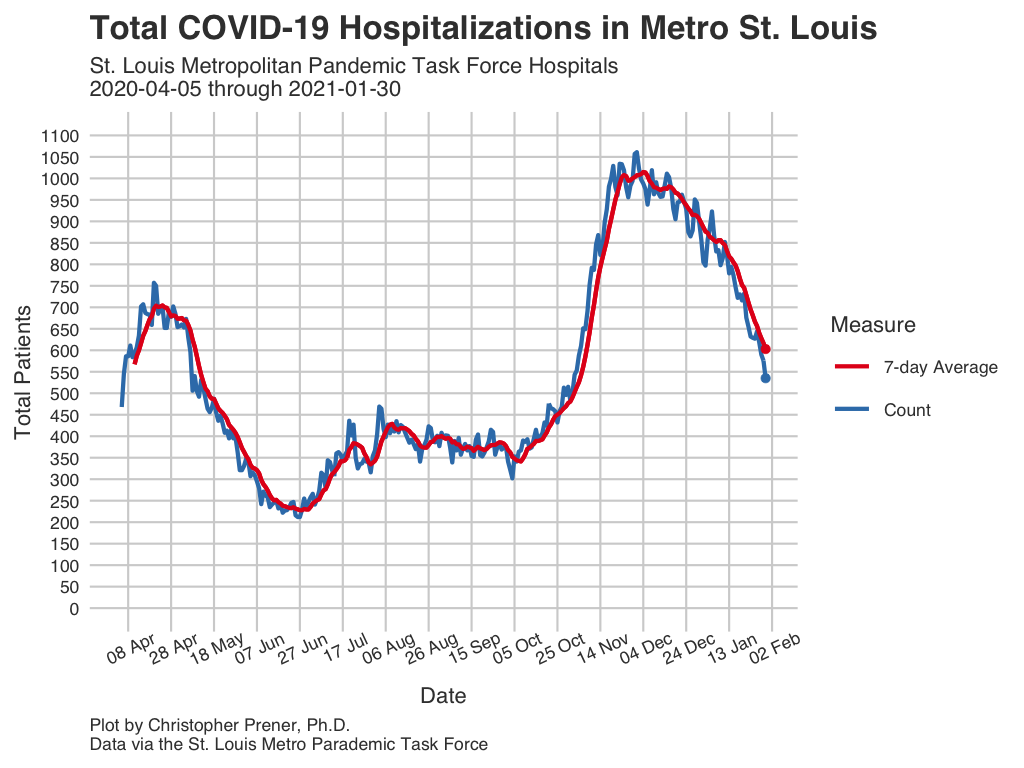 Total COVID-19 Hospitalizations in Metro St. Louis
St. Louis Metropolitan Pandemic Task Force Hospitals
2020-04-05 through 2021-01-30
1100
1050
1000
950
900
850
800
750
700
650
600
550
500
450
400
350
300
250
200
150
100
50
0
Total Patients
08 Apr
28 Apr
18 May
07 Jun
27 Jun
17 Jul
06 Aug
26 Aug
15 Sep
05 Oct
25 Oct
14 Nov
04 Dec
24 Dec
13 Jan
02 Feb
Date
Measure
7-day Average
Count
Plot by Christopher Prener, Ph.D.
Data via the St. Louis Metro Parademic Task Force